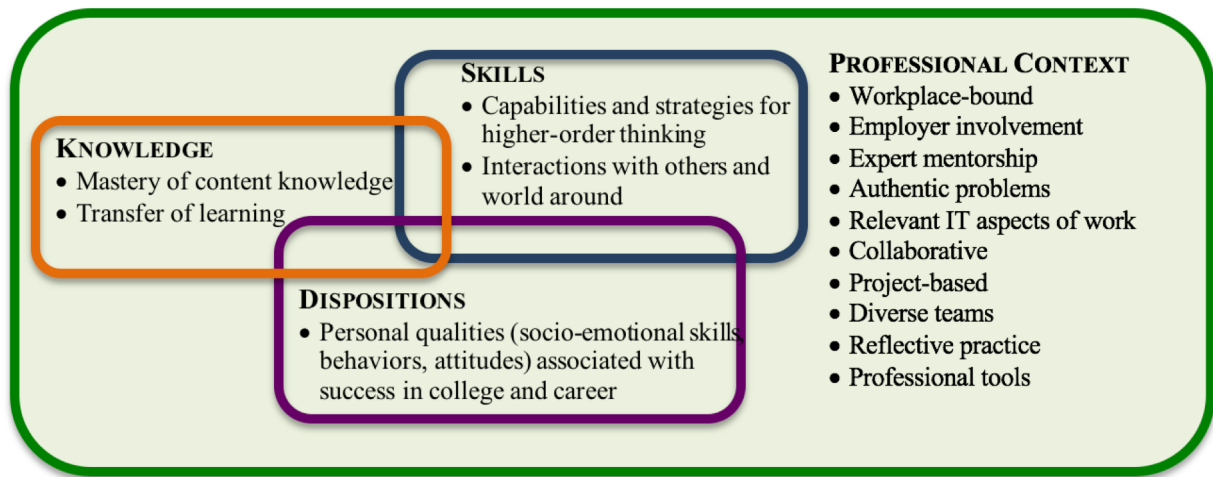 KNOWLEDGE
• Mastery of content knowledge
• Transfer of learning
SKILLS
• Capabilities and strategies for
higher-order thinking
• Interactions with others and
world around
DISPOSITIONS
• Personal qualities (socio-emotional skills,
behaviors, attitudes) associated with
success in college and career
PROFESSIONAL CONTEXT
• Workplace-bound
• Employer involvement
• Expert mentorship
• Authentic problems
• Relevant IT aspects of work
• Collaborative
• Project-based
• Diverse teams
• Reflective practice
• Professional tools